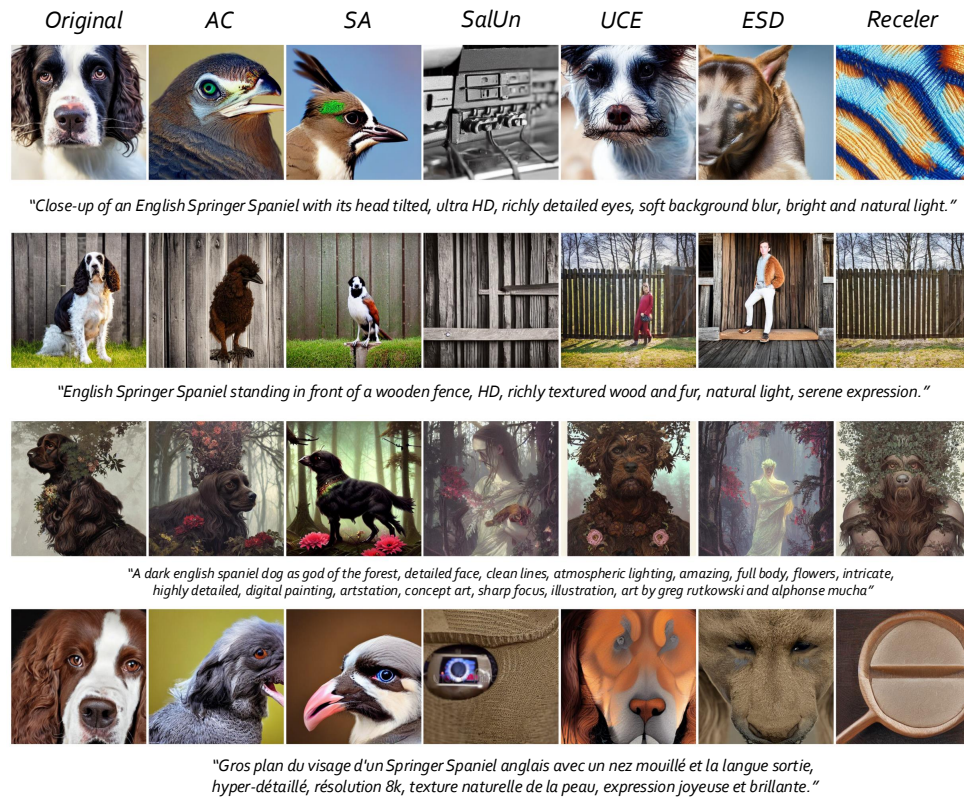 Original AC SA SalUn UCE ESD Receler
"Close-up of an English Springer Spaniel with its head tilted, ultra HD, richly detailed eyes, soft background blur, bright and natural light."
"English Springer Spaniel standing in front of a wooden fence, HD, richly textured wood and fur, natural light, serene expression."
"A dark english spaniel dog as god of the forest, detailed face, clean lines, atmospheric lighting, amazing, full body, flowers, intricate,
highly detailed, digital painting, artstation, concept art, sharp focus, illustration, art by greg rutkowski and alphonse mucha"
"Gros plan du visage d'un Springer Spaniel anglais avec un nez mouillé et la langue sortie,
hyper-détaillé, résolution 8k, texture naturelle de la peau, expression joyeuse et brillante."